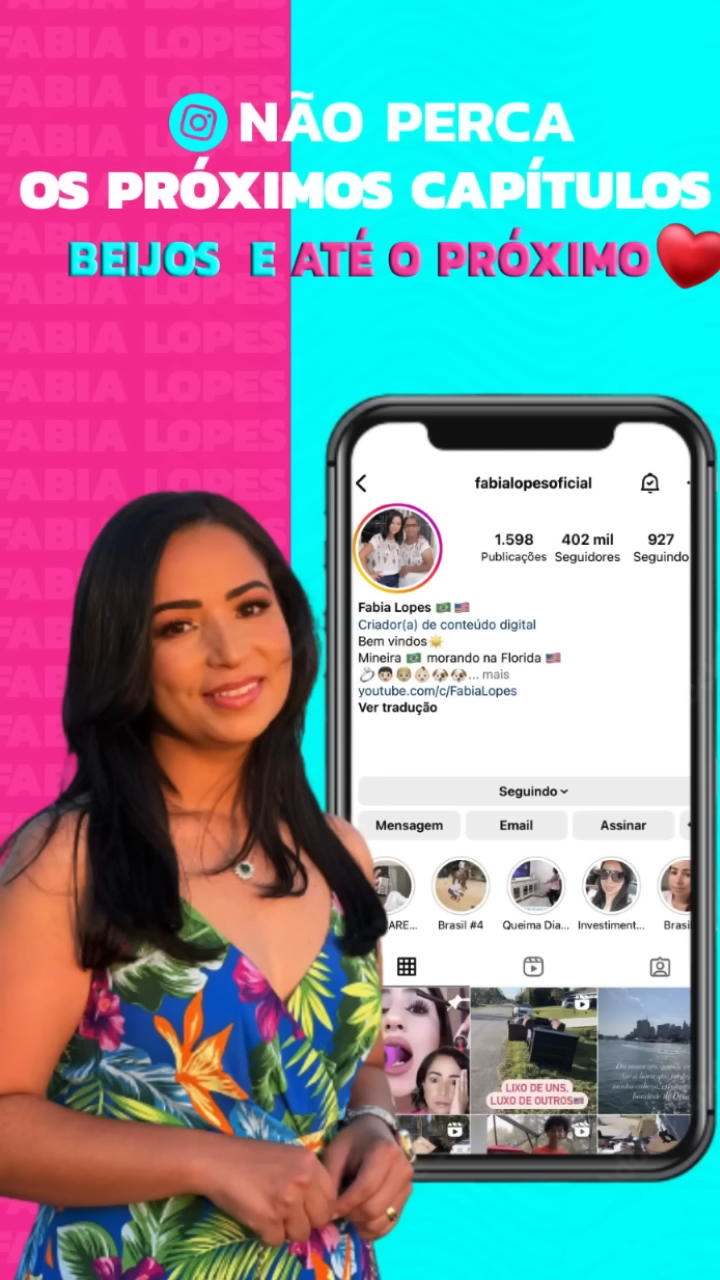 FABIA LOPES
NÃO PERCA
OS PRÓXIMOS CAPÍTULOS
BEIJOS E ATÉ O PRÓXIMO
fabialopesoficial
1.598 402 mil 927
Publicações Seguidores Seguindo
Fabia Lopes
Criador(a) de conteúdo digital
Bem vindos
Mineira morando na Florida
... mais
youtube.com/c/FabiaLopes
Ver tradução
Seguindo
Mensagem Email Assinar
ARE... Brasil #4 Queima Dia... Investiment... Brasi
LIXO DE UNS,
LUXO DE OUTROS